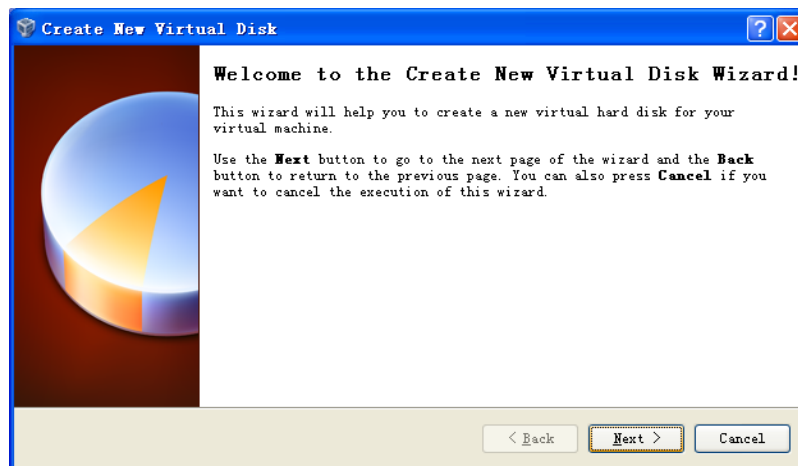 Create New Virtual Disk
Welcome to the Create New Virtual Disk Wizard!
This wizard will help you to create a new virtual hard disk for your
virtual machine.
Use the Next button to go to the next page of the wizard and the Back
button to return to the previous page. You can also press Cancel if you
want to cancel the execution of this wizard.
< Back
Next >
Cancel